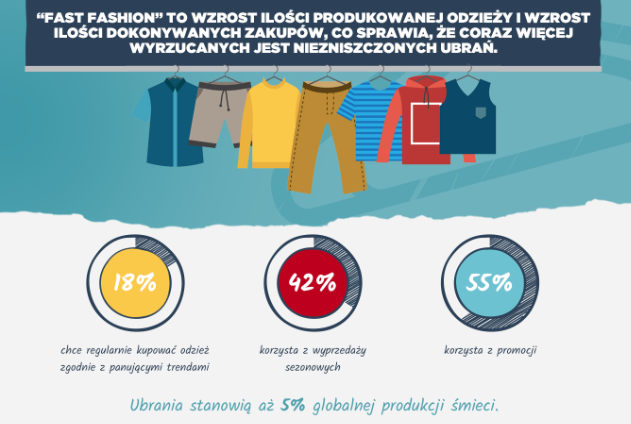 “FAST FASHION” TO WZROST ILOŚCI PRODUKOWANEJ ODZIEŻY I WZROST
ILOŚCI DOKONYWANYCH ZAKUPÓW, CO SPRAWIA, ŻE CORAZ WIĘCEJ
WYRZUCANYCH JEST NIEZNISZCZONYCH UBRAŃ.
18%
42%
55%
chce regularnie kupować odzież
zgodnie z panującymi trendami
korzysta z wyprzedaży
sezonowych
korzysta z promocji
Ubrania stanowią aż 5% globalnej produkcji śmieci.